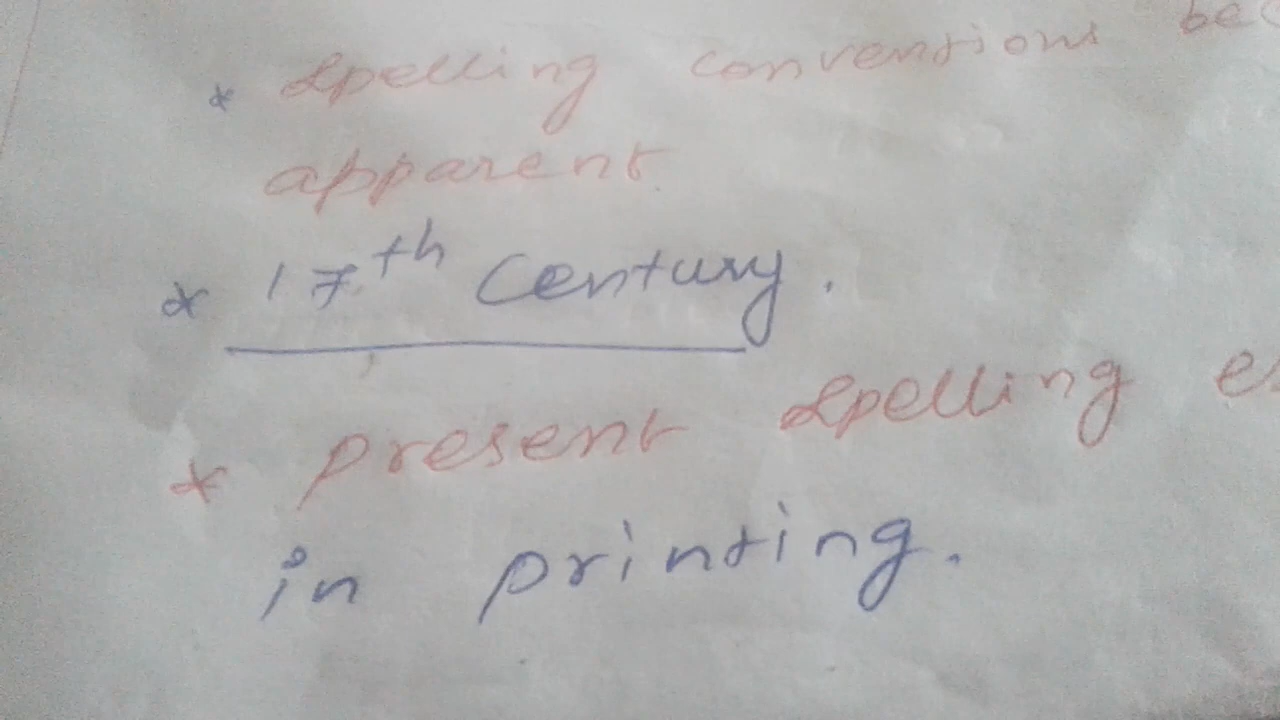 * Spelling conventions
apparent
* 17th Century.
* present spelling
in printing.